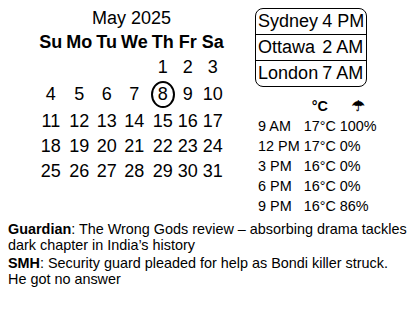 May 2025
Su Mo Tu We Th Fr Sa
1 2 3
4 5 6 7 8 9 10
11 12 13 14 15 16 17
18 19 20 21 22 23 24
25 26 27 28 29 30 31
Sydney 4 PM
Ottawa 2 AM
London 7 AM
°C ☂
9 AM 17°C 100%
12 PM 17°C 0%
3 PM 16°C 0%
6 PM 16°C 0%
9 PM 16°C 86%
Guardian: The Wrong Gods review – absorbing drama tackles
dark chapter in India’s history
SMH: Security guard pleaded for help as Bondi killer struck.
He got no answer